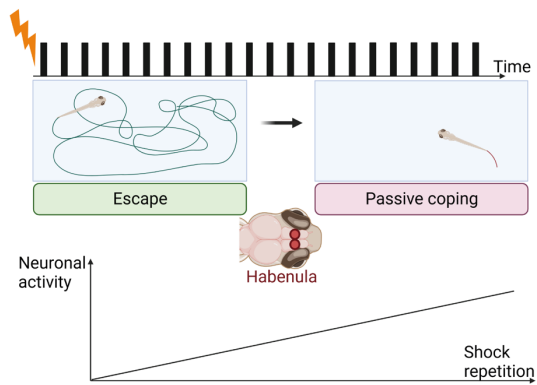 Time
Escape
Passive coping
Habenula
Neuronal
activity
Shock
repetition